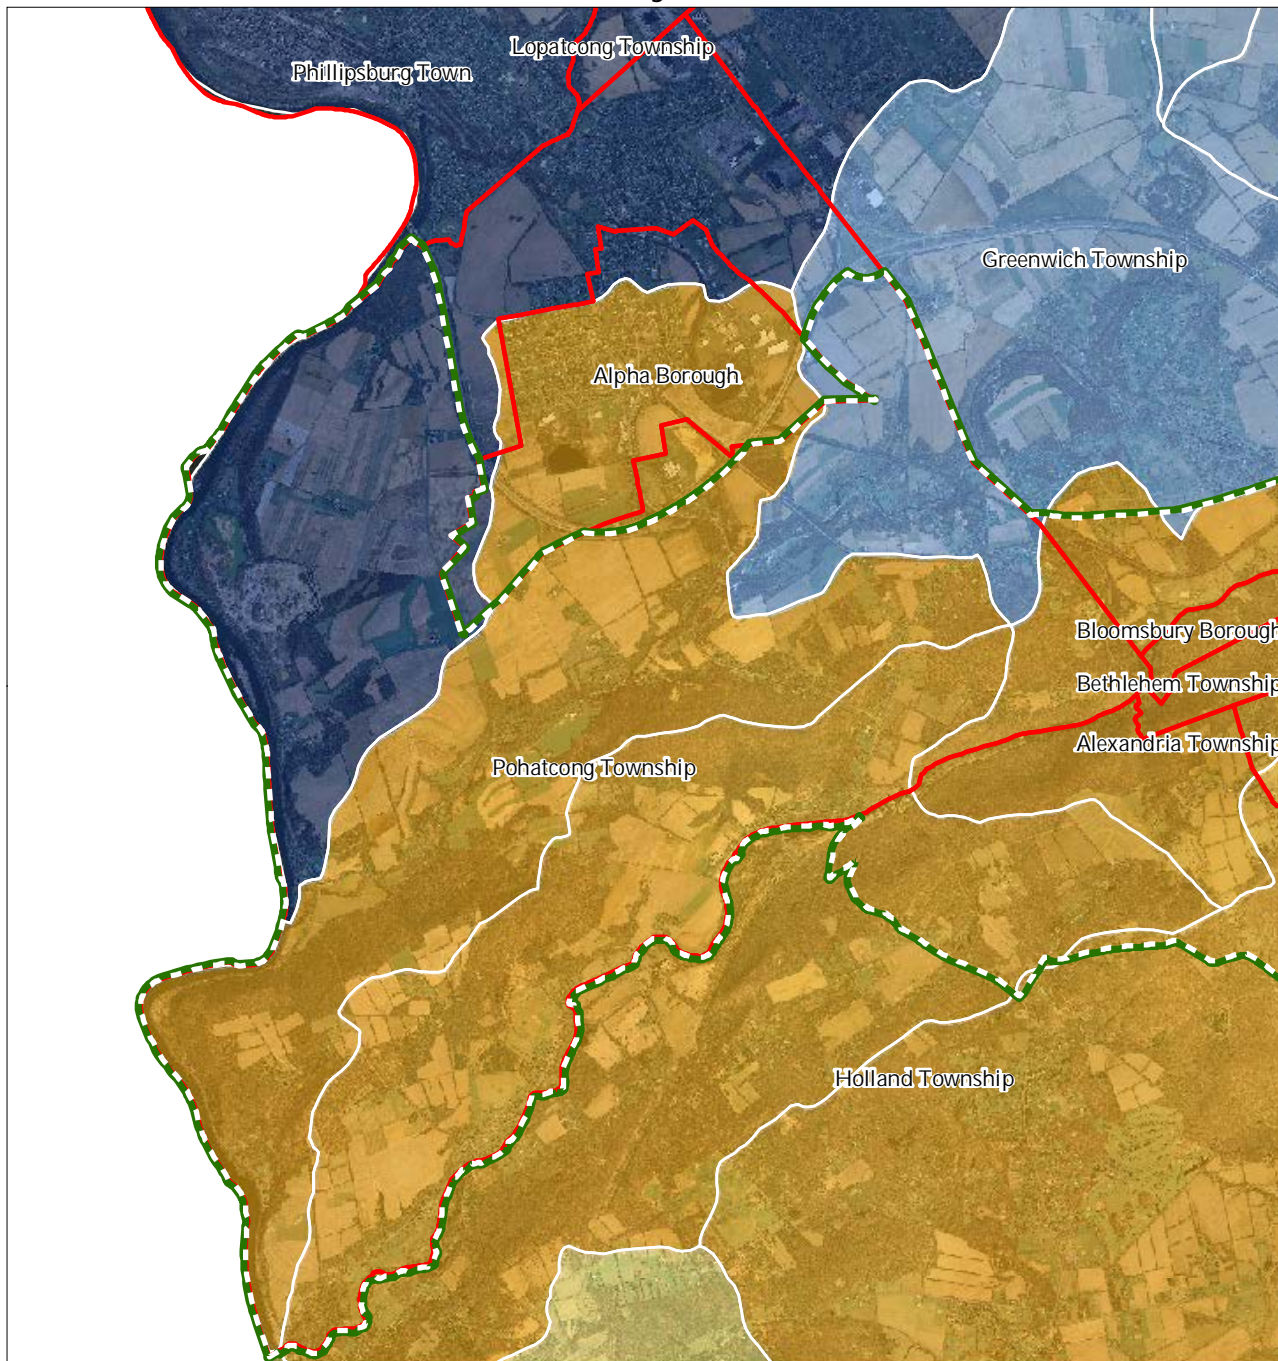 Lopatcong Township
Phillipsburg Town
Greenwich Township
Alpha Borough
Bloomsbury Borough
Bethlehem Township
Alexandria Township
Pohatcong Township
Holland Township